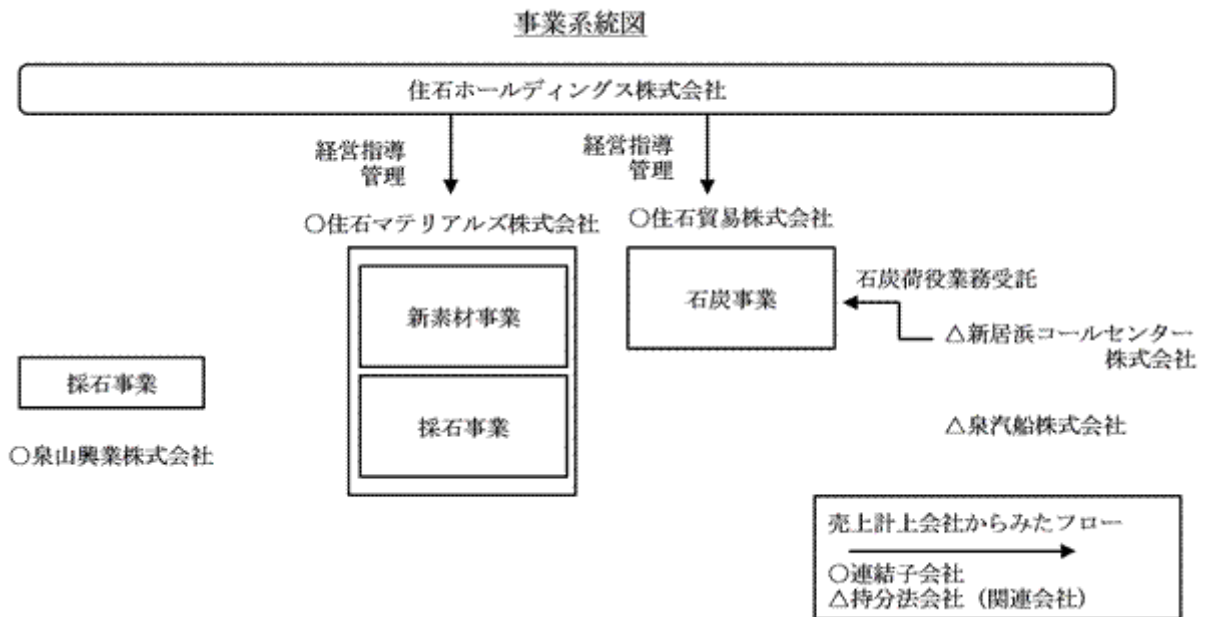 事業系統図
住石ホールディングス株式会社
経営指導
管理
経営指導
管理
○住石マテリアルズ株式会社
○住石貿易株式会社
新素材事業
石炭事業
石炭荷役業務受託
△新居浜コールセンター
株式会社
採石事業
採石事業
△泉汽船株式会社
○泉山興業株式会社
売上計上会社からみたフロー
○連結子会社
△持分法会社（関連会社）